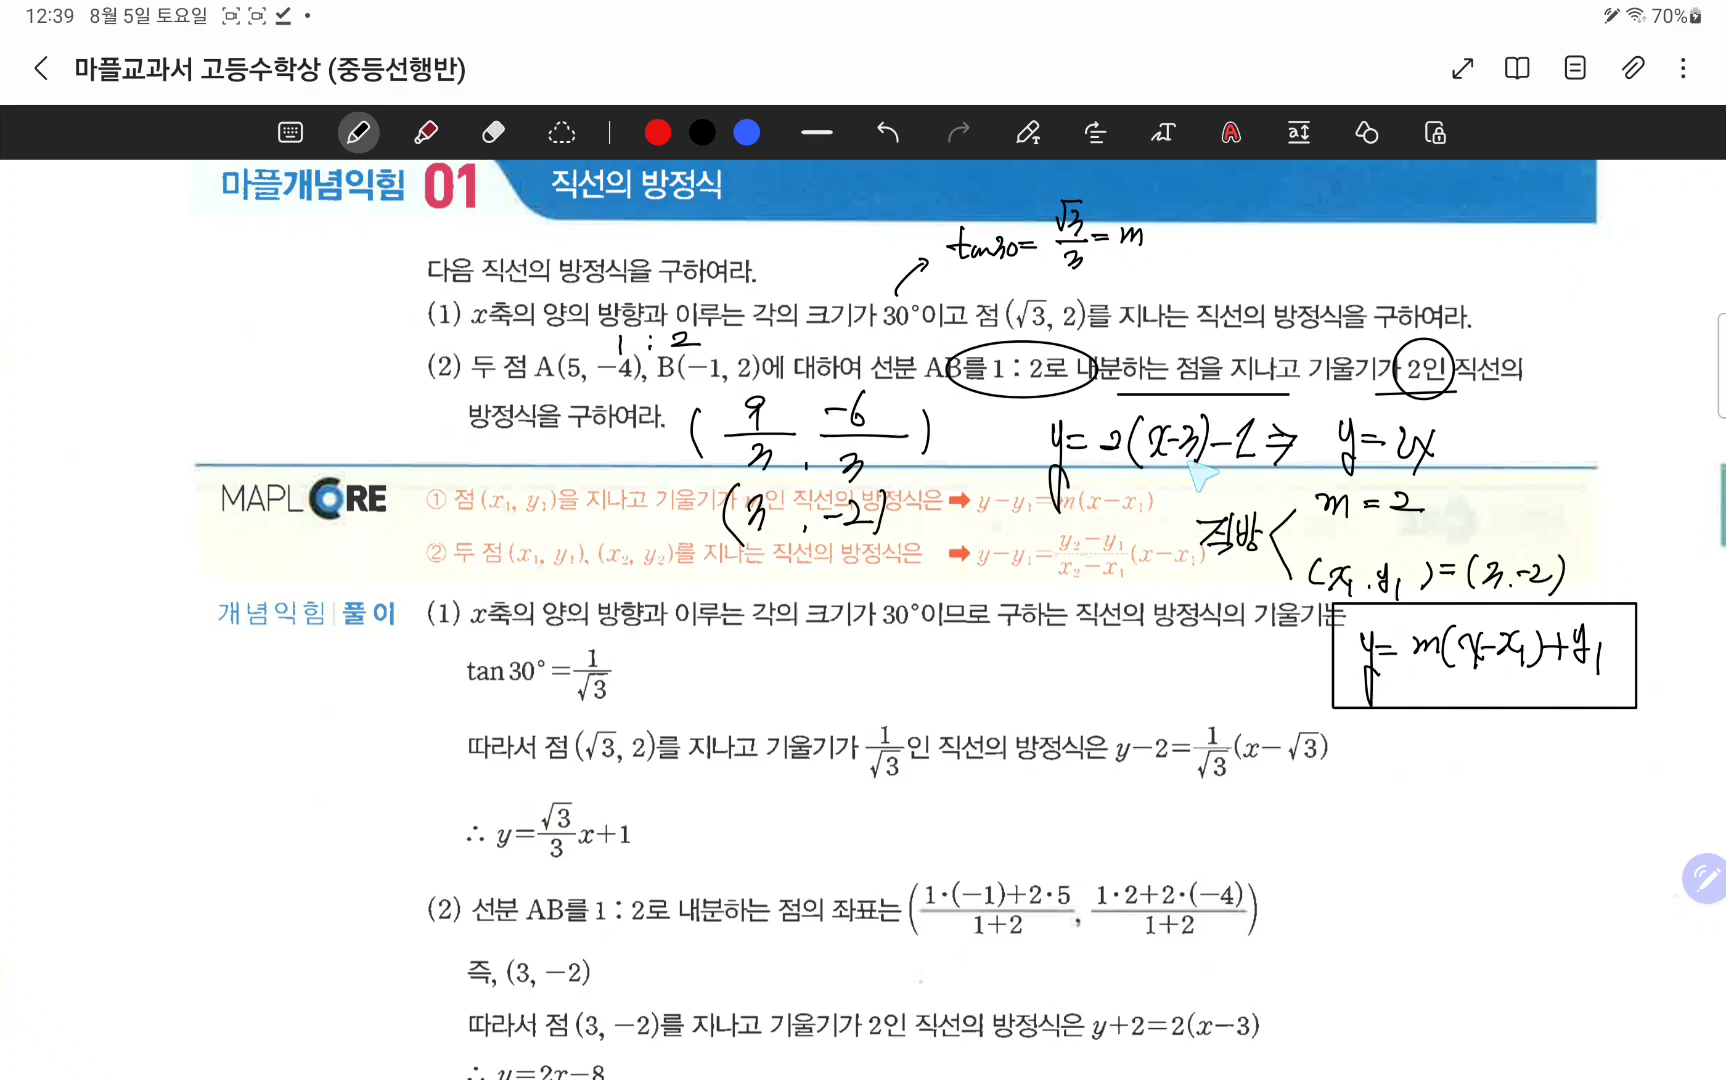 12:39 8월 5일 토요일
70%
마플교과서 고등수학상 (중등선행반)
마플개념익힘 01 직선의 방정식
tan30= √3/3 = m
다음 직선의 방정식을 구하여라.
(1) x축의 양의 방향과 이루는 각의 크기가 30°이고 점 (√3, 2)를 지나는 직선의 방정식을 구하여라.
1 : 2
(2) 두 점 A(5, −4), B(−1, 2)에 대하여 선분 AB를 1 : 2로 내분하는 점을 지나고 기울기가 2인 직선의
방정식을 구하여라.
(9/3, −6/3)
y=2(x−3)−2 ⇒ y=2x
MAPL CORE
① 점 (x₁, y₁)을 지나고 기울기가 인 직선의 방정식은 ➡ y−y₁=m(x−x₁)
(3, −2)
m=2
직방
② 두 점 (x₁, y₁), (x₂, y₂)를 지나는 직선의 방정식은 ➡ y−y₁=(y₂−y₁)/(x₂−x₁)(x−x₁)
(x₁, y₁)=(3, −2)
개념익힘 | 풀이 (1) x축의 양의 방향과 이루는 각의 크기가 30°이므로 구하는 직선의 방정식의 기울기는
y=m(x−x₁)+y₁
tan 30°=1/√3
따라서 점 (√3, 2)를 지나고 기울기가 1/√3인 직선의 방정식은 y−2=1/√3(x−√3)
∴ y=√3/3x+1
(2) 선분 AB를 1 : 2로 내분하는 점의 좌표는 ((1·(−1)+2·5)/(1+2), (1·2+2·(−4))/(1+2))
즉, (3, −2)
따라서 점 (3, −2)를 지나고 기울기가 2인 직선의 방정식은 y+2=2(x−3)
∴ y=2x−8